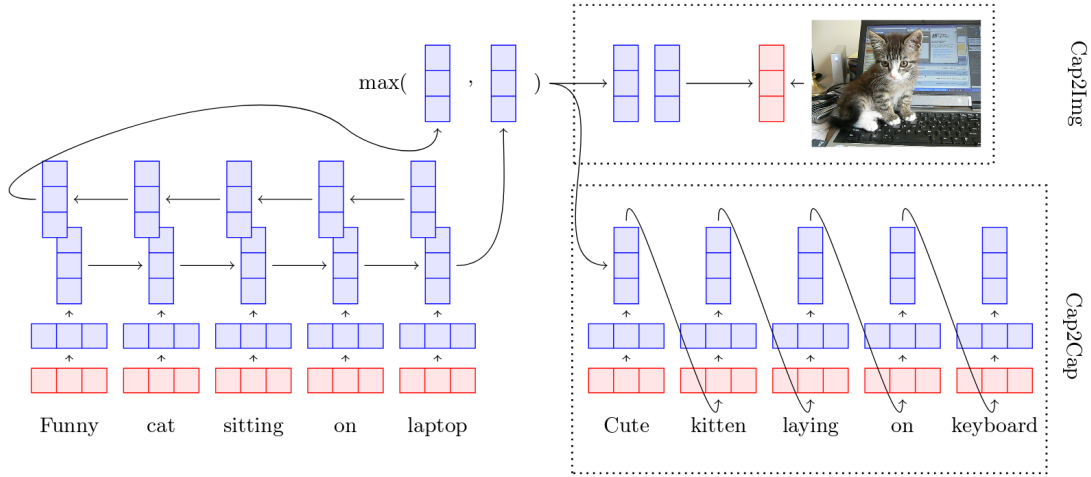 max( , )
Cap2Img
Funny cat sitting on laptop
Cute kitten laying on keyboard
Cap2Cap